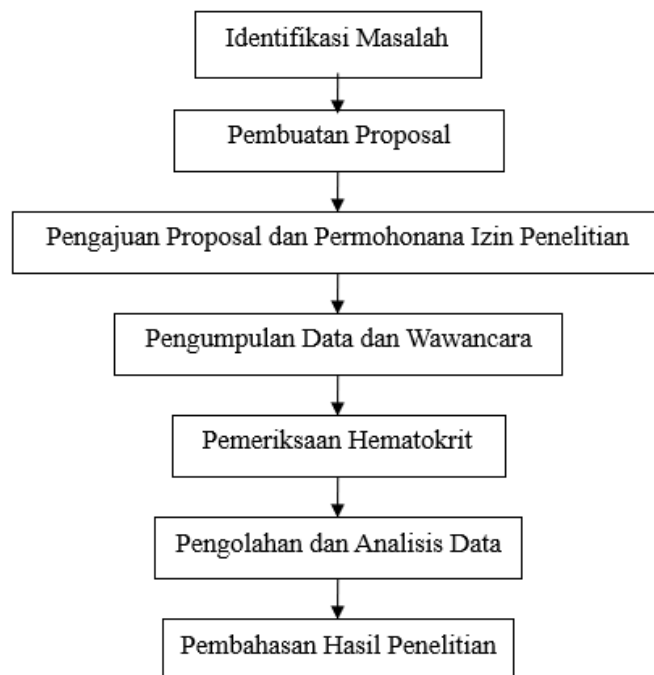 Identifikasi Masalah
Pembuatan Proposal
Pengajuan Proposal dan Permohonana Izin Penelitian
Pengumpulan Data dan Wawancara
Pemeriksaan Hematokrit
Pengolahan dan Analisis Data
Pembahasan Hasil Penelitian